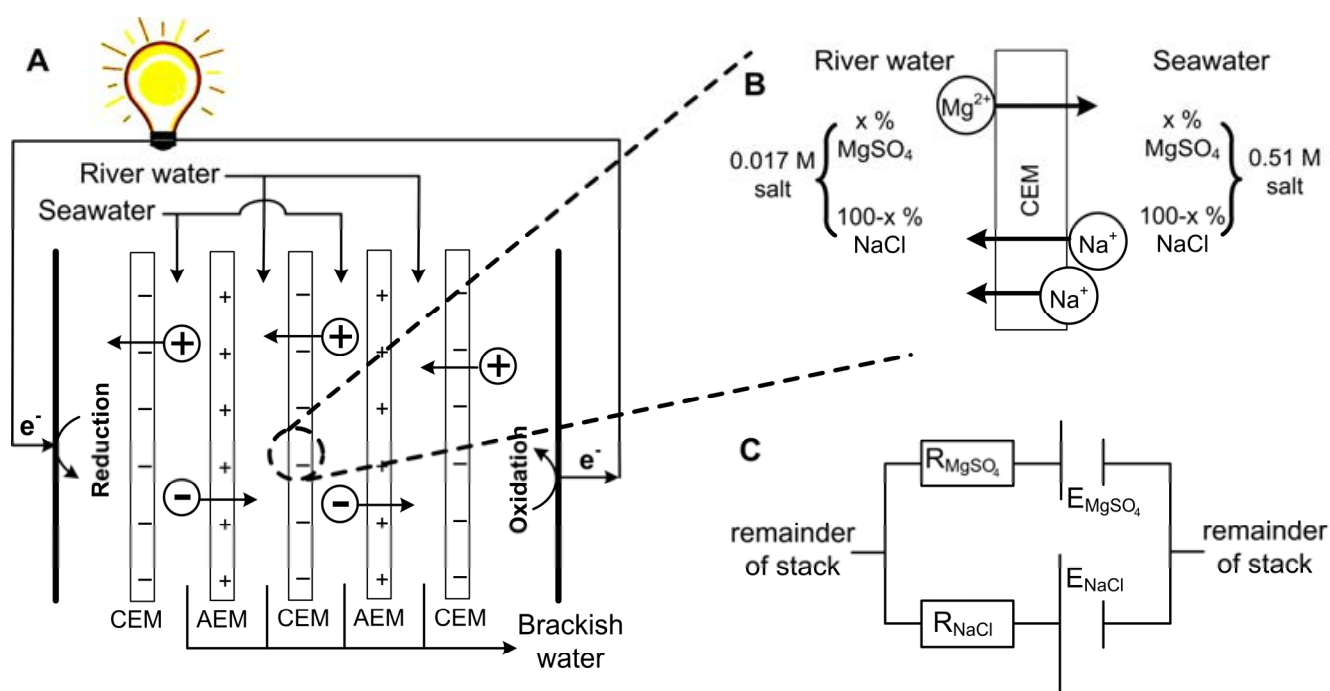 A
River water
Seawater
e-
Reduction
Oxidation
e-
− + − + −
− + − + −
− + − + −
− + − + −
− + − + −
− + − + −
+
+
+
−
−
CEM
AEM
CEM
AEM
CEM
Brackish
water
B
River water
Seawater
Mg2+
x %
MgSO4
0.017 M
salt
100-x %
NaCl
CEM
Na+
Na+
x %
MgSO4
0.51 M
salt
100-x %
NaCl
C
RMgSO4
EMgSO4
remainder
of stack
remainder
of stack
ENaCl
RNaCl